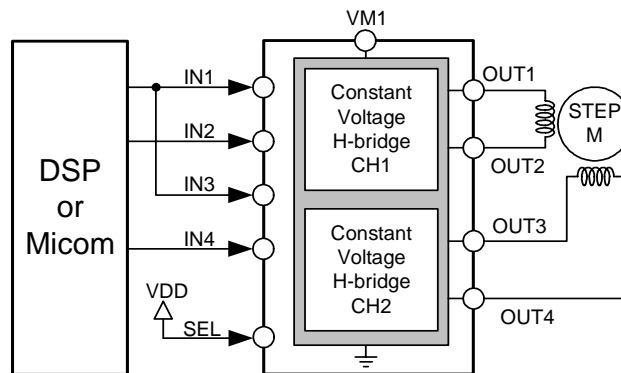 VM1
IN1
IN2
IN3
IN4
DSP
or
Micom
VDD
SEL
Constant
Voltage
H-bridge
CH1
Constant
Voltage
H-bridge
CH2
OUT1
OUT2
OUT3
OUT4
STEP
M